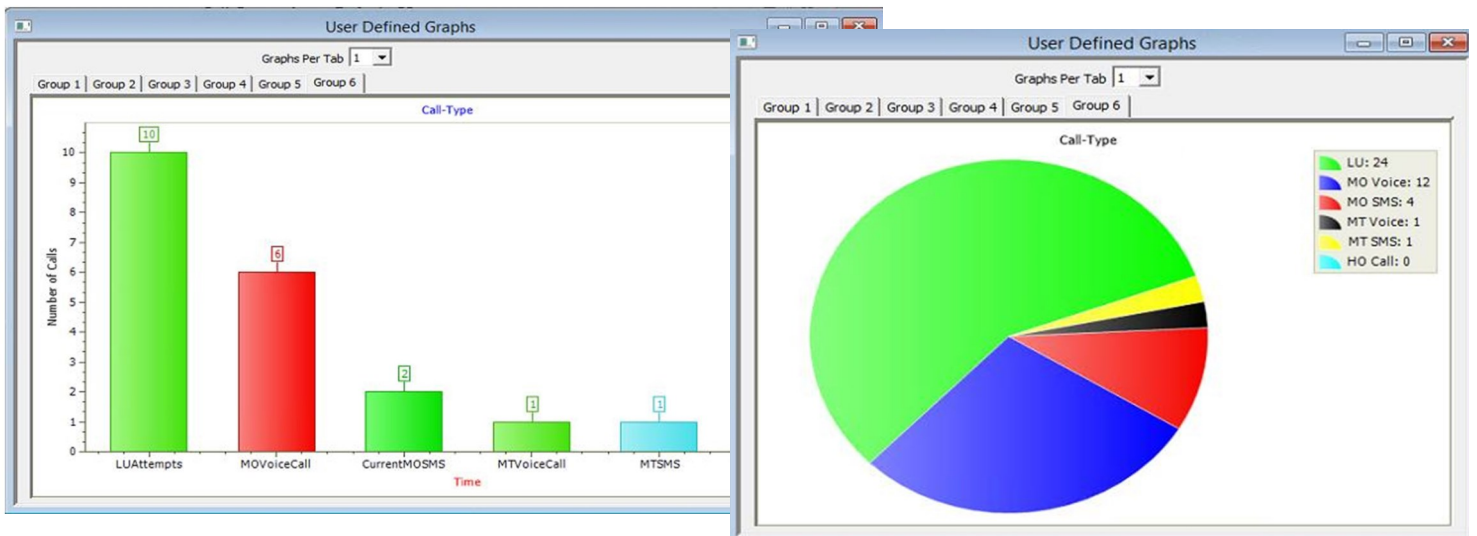 User Defined Graphs
Graphs Per Tab 1
Group 1 Group 2 Group 3 Group 4 Group 5 Group 6
Call-Type
10
9
8
7
6
5
4
3
2
1
0
Number of Calls
10
6
2
1
1
LUAttempts MOVoiceCall CurrentMOSMS MTVoiceCall MTSMS
Time
User Defined Graphs
Graphs Per Tab 1
Group 1 Group 2 Group 3 Group 4 Group 5 Group 6
Call-Type
LU: 24
MO Voice: 12
MO SMS: 4
MT Voice: 1
MT SMS: 1
HO Call: 0